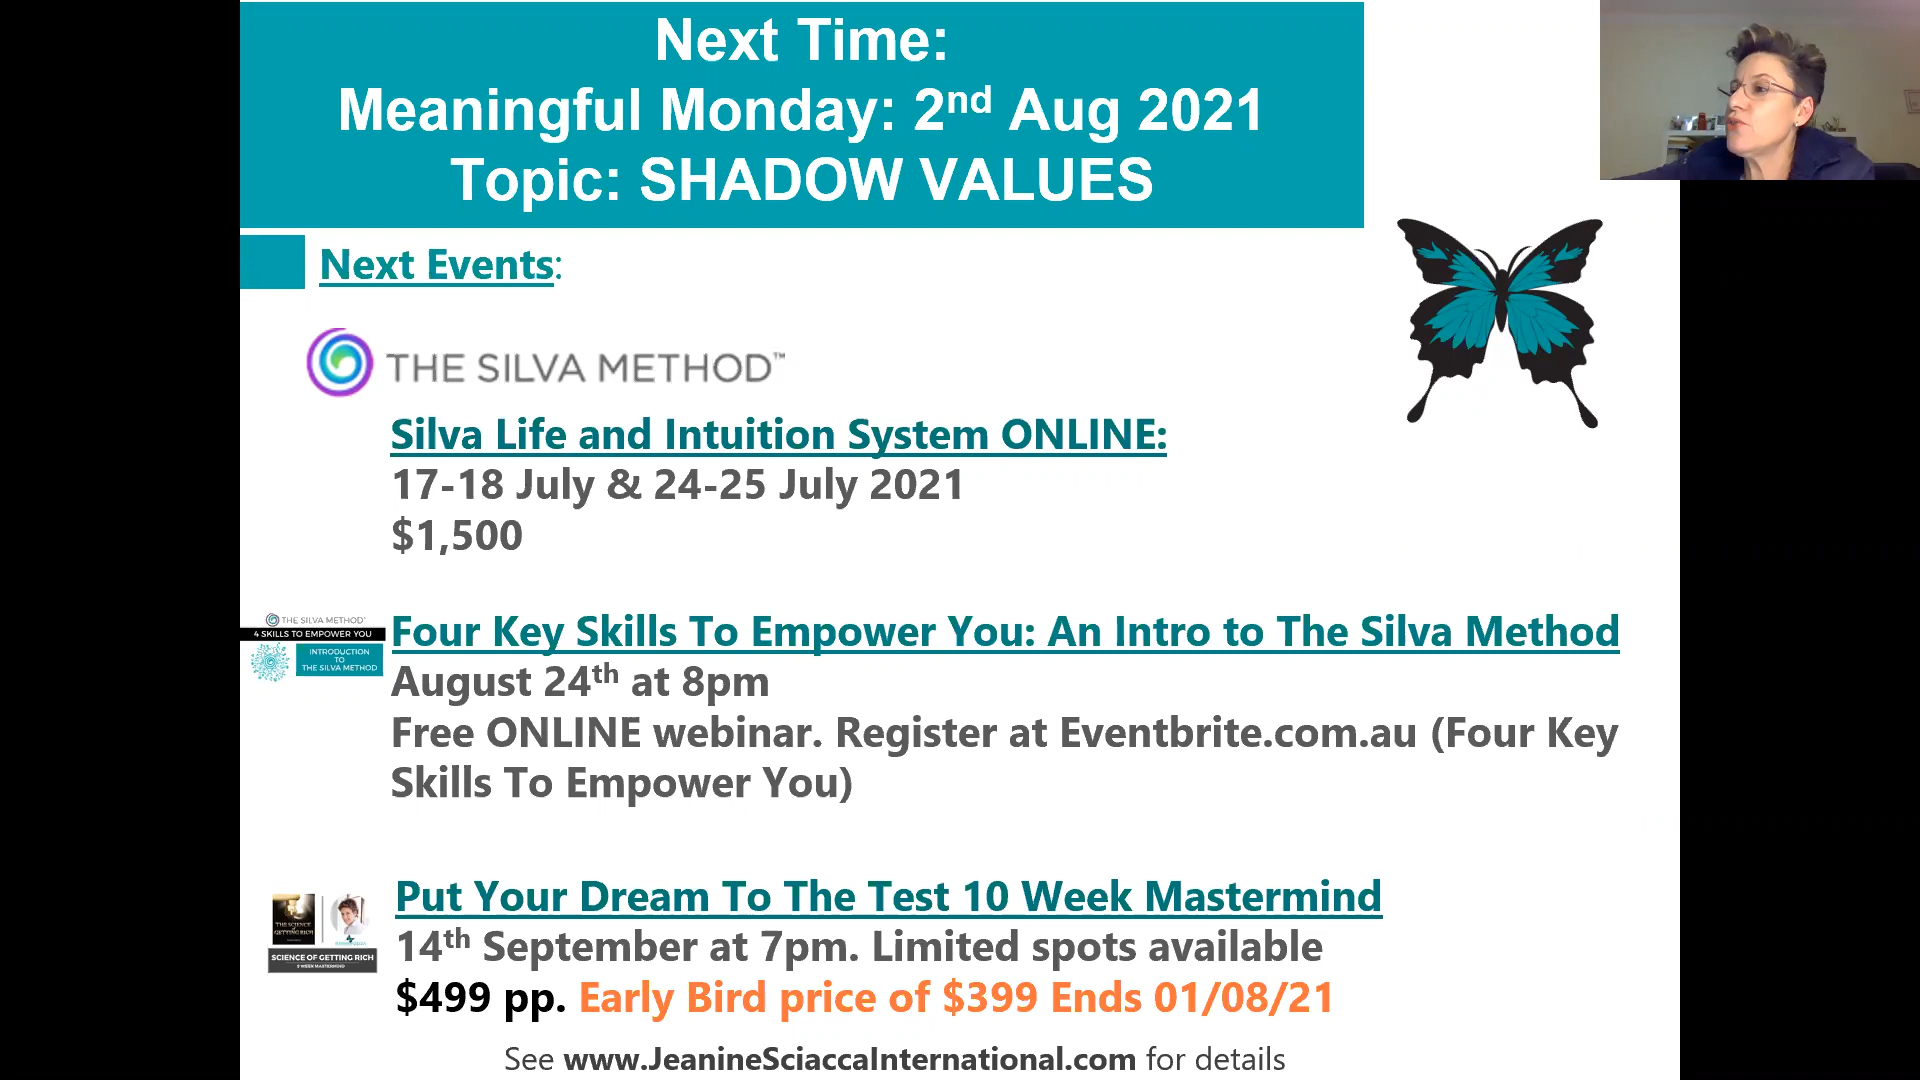 Next Time:
Meaningful Monday: 2nd Aug 2021
Topic: SHADOW VALUES
Next Events:
THE SILVA METHOD™
Silva Life and Intuition System ONLINE:
17-18 July & 24-25 July 2021
$1,500
THE SILVA METHOD
4 SKILLS TO EMPOWER YOU
INTRODUCTION
TO
THE SILVA METHOD
Four Key Skills To Empower You: An Intro to The Silva Method
August 24th at 8pm
Free ONLINE webinar. Register at Eventbrite.com.au (Four Key
Skills To Empower You)
THE SCIENCE
GETTING RICH
SCIENCE OF GETTING RICH
Put Your Dream To The Test 10 Week Mastermind
14th September at 7pm. Limited spots available
$499 pp. Early Bird price of $399 Ends 01/08/21
See www.JeanineSciaccaInternational.com for details